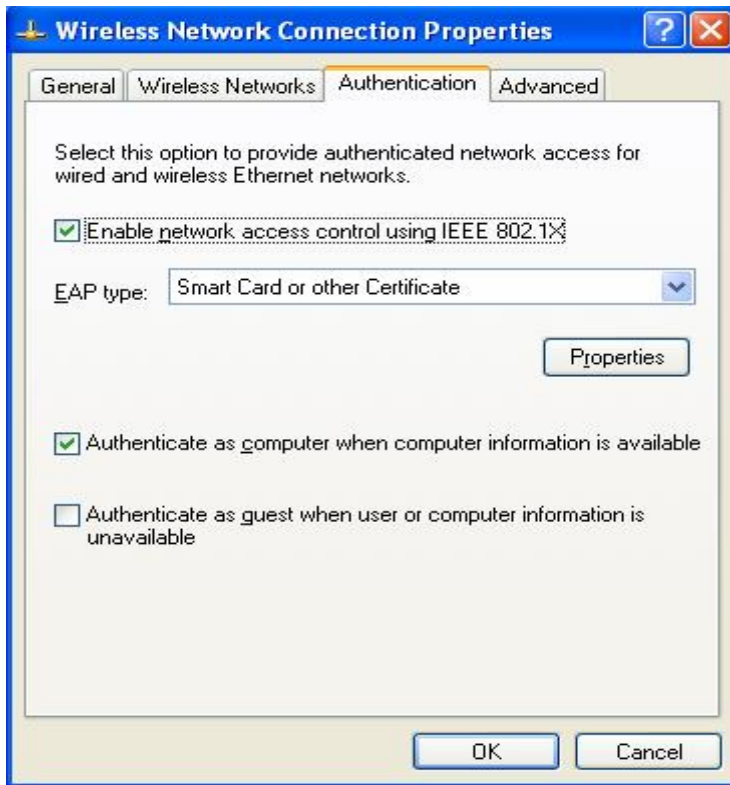 Wireless Network Connection Properties
General Wireless Networks Authentication Advanced
Select this option to provide authenticated network access for
wired and wireless Ethernet networks.
Enable network access control using IEEE 802.1X
EAP type: Smart Card or other Certificate
Properties
Authenticate as computer when computer information is available
Authenticate as guest when user or computer information is
unavailable
OK Cancel